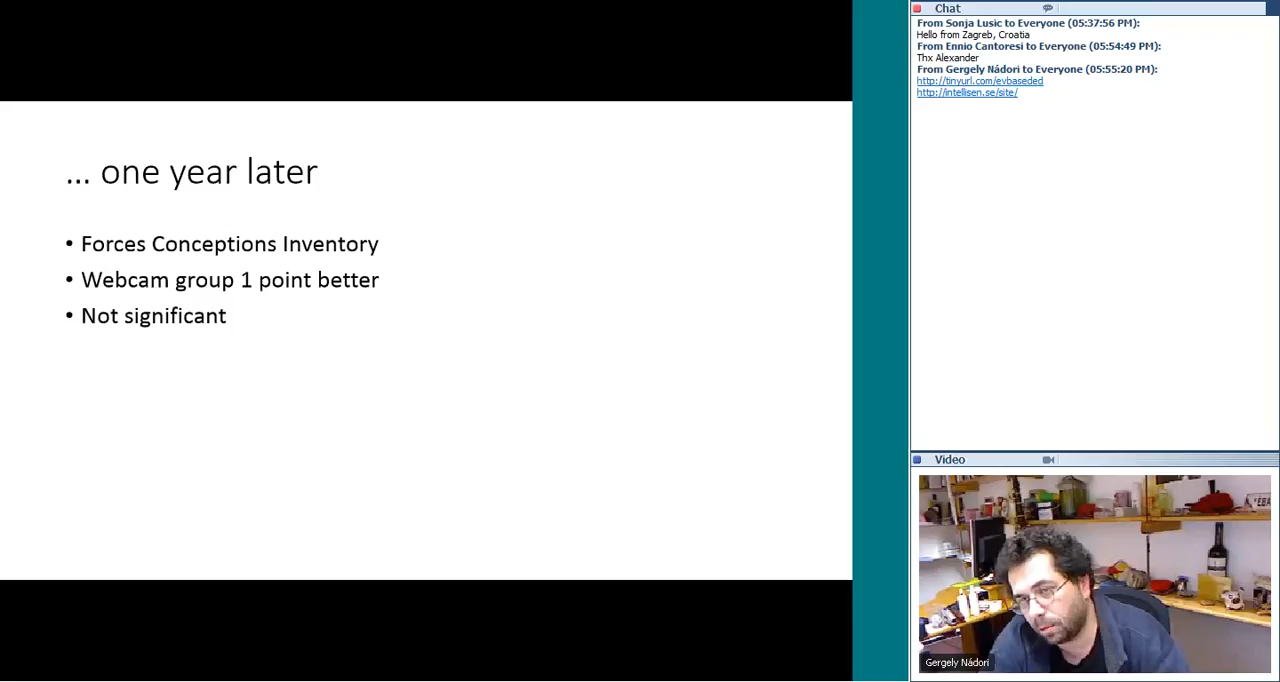 ... one year later
• Forces Conceptions Inventory
• Webcam group 1 point better
• Not significant
Chat
From Sonja Lusic to Everyone (05:37:56 PM):
Hello from Zagreb, Croatia
From Ennio Cantoresi to Everyone (05:54:49 PM):
Thx Alexander
From Gergely Nádori to Everyone (05:55:20 PM):
http://tinyurl.com/evbaseded
http://intellisen.se/site/
Video
Gergely Nádori